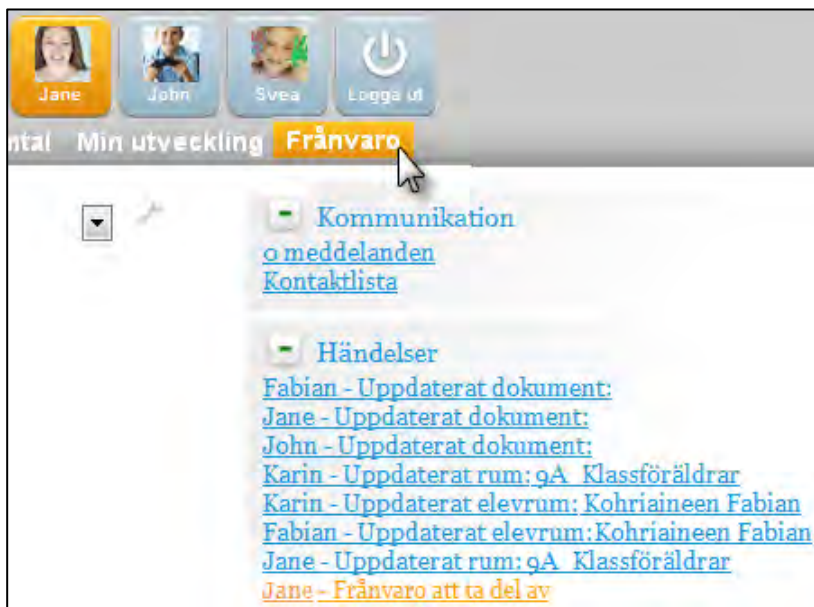 Jane John Svea Logga ut
ntal Min utveckling Frånvaro
Kommunikation
0 meddelanden
Kontaktlista
Händelser
Fabian - Uppdaterat dokument:
Jane - Uppdaterat dokument:
John - Uppdaterat dokument:
Karin - Uppdaterat rum: 9A Klassföräldrar
Karin - Uppdaterat elevrum: Kohriaineen Fabian
Fabian - Uppdaterat elevrum: Kohriaineen Fabian
Jane - Uppdaterat rum: 9A Klassföräldrar
Jane - Frånvaro att ta del av